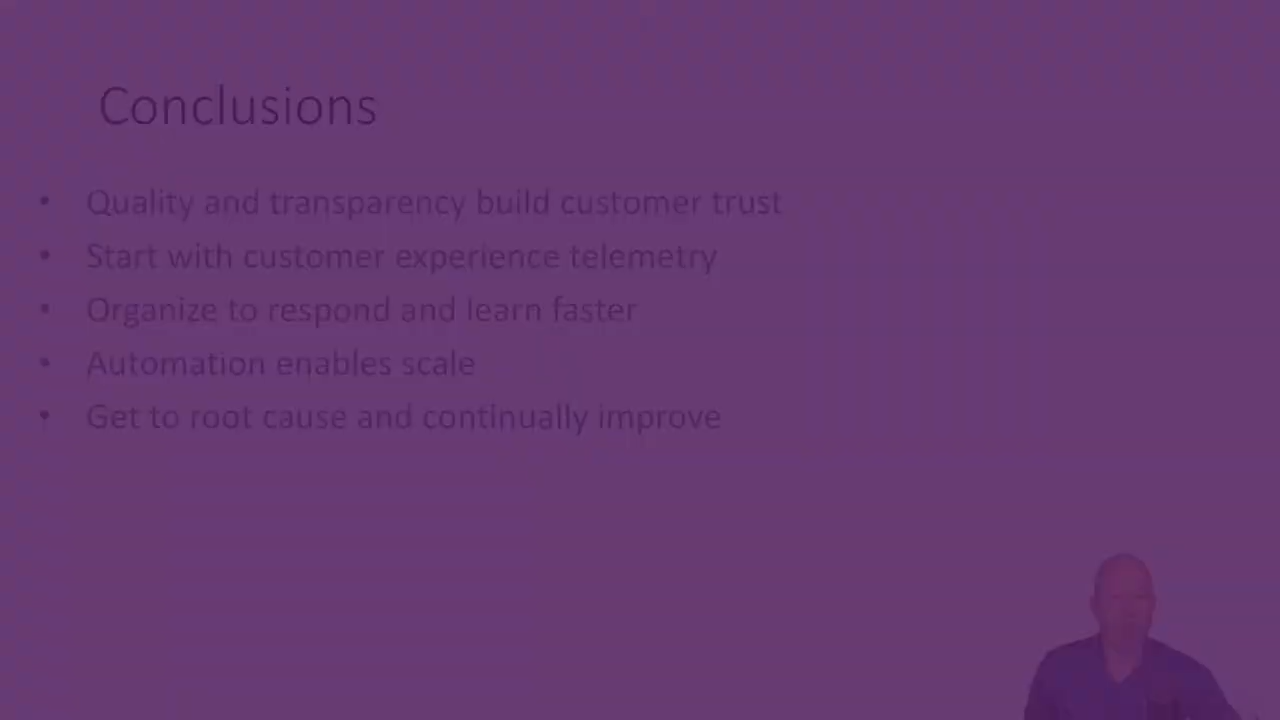 Conclusions
• Quality and transparency build customer trust
• Start with customer experience telemetry
• Organize to respond and learn faster
• Automation enables scale
• Get to root cause and continually improve